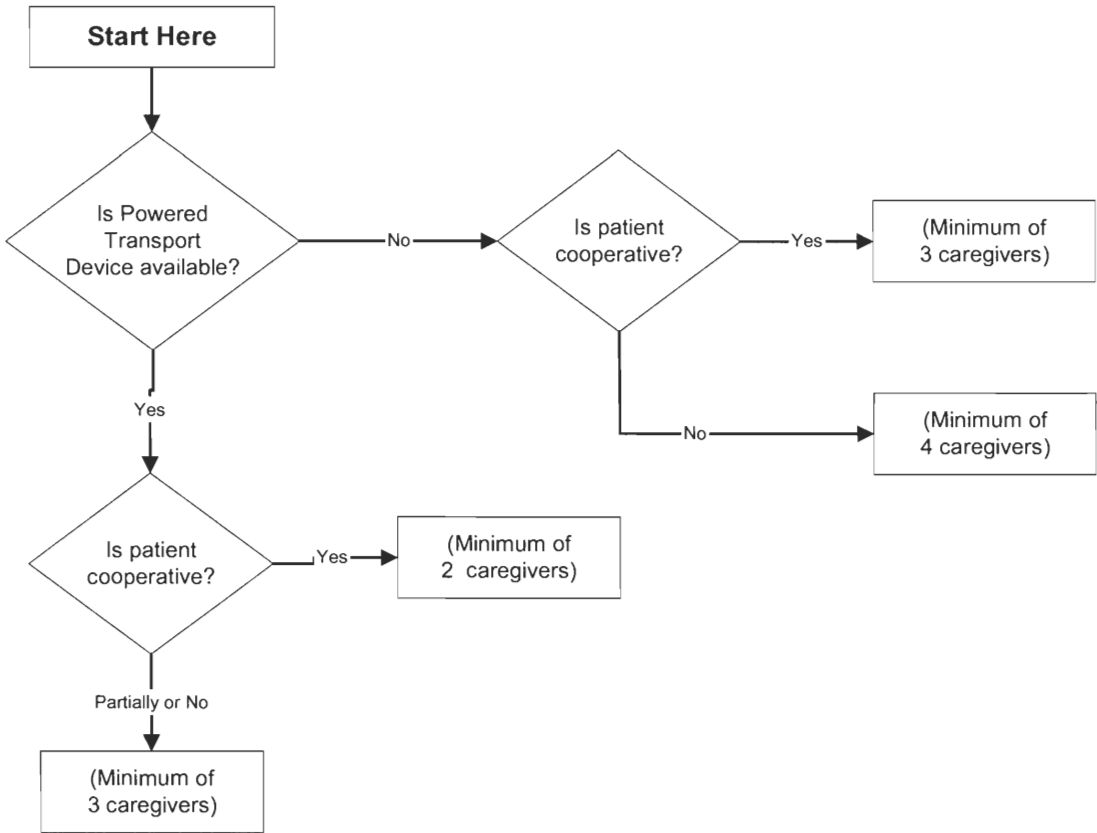 Start Here
Is Powered
Transport
Device available?
No
Is patient
cooperative?
Yes
(Minimum of
3 caregivers)
No
(Minimum of
4 caregivers)
Yes
Is patient
cooperative?
Yes
(Minimum of
2 caregivers)
Partially or No
(Minimum of
3 caregivers)